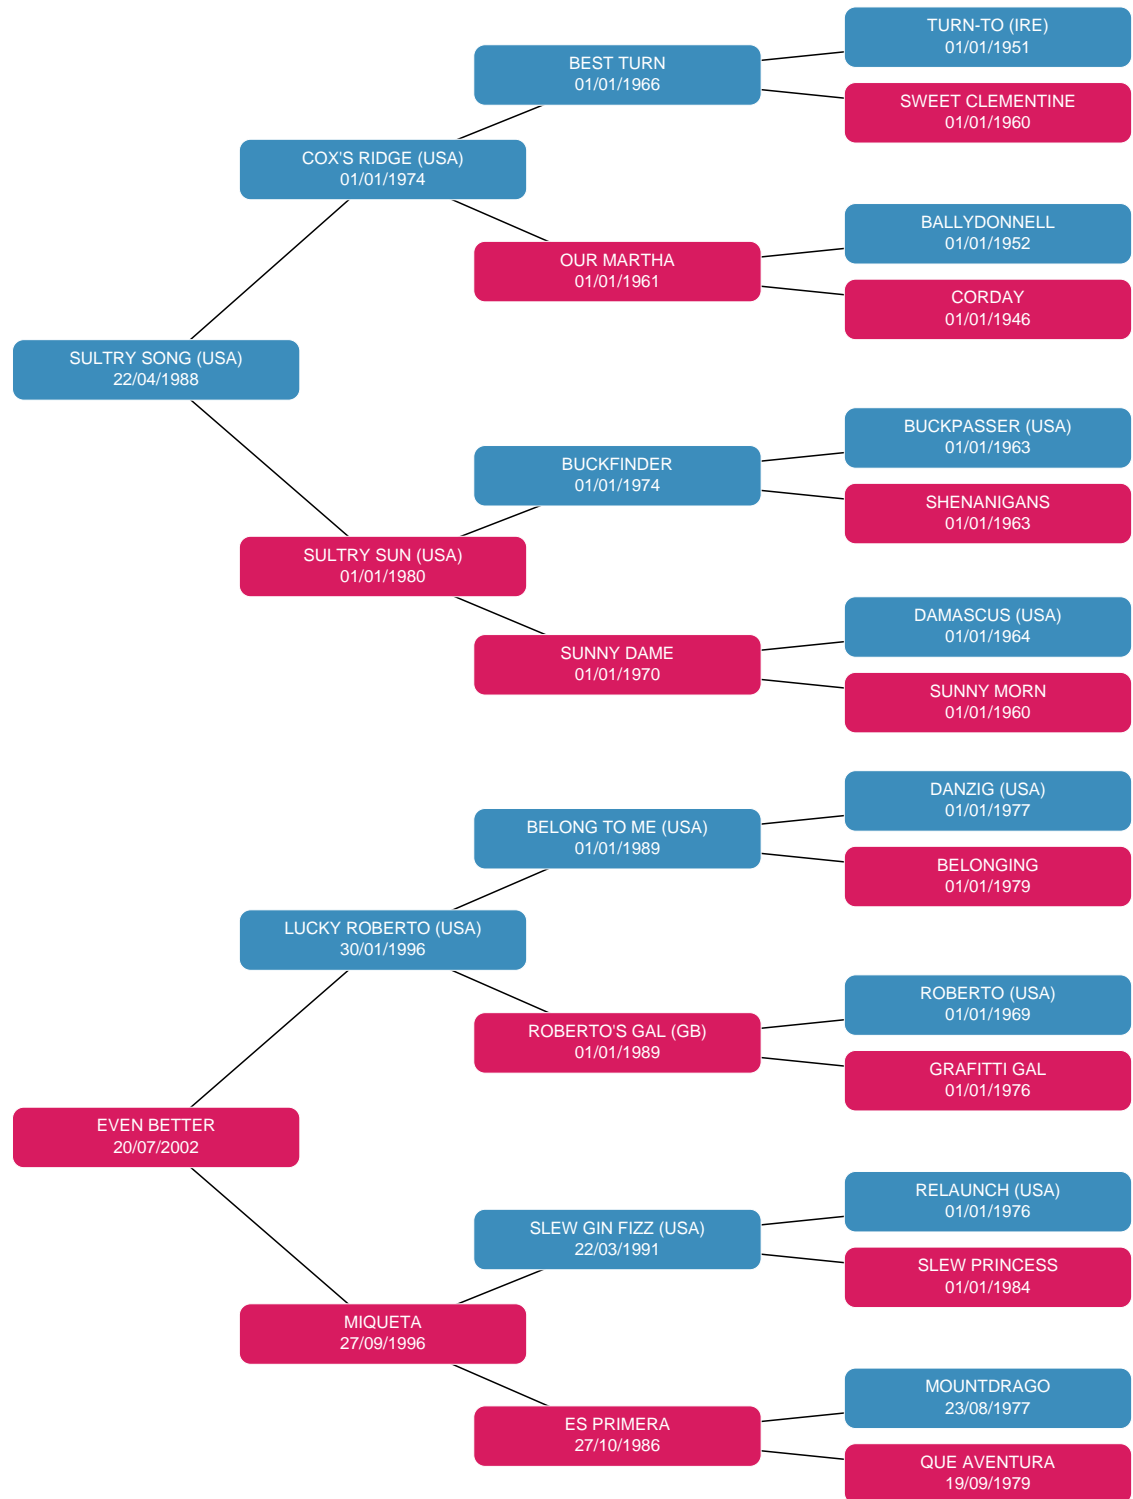 TURN-TO (IRE)
01/01/1951
BEST TURN
01/01/1966
SWEET CLEMENTINE
01/01/1960
COX'S RIDGE (USA)
01/01/1974
BALLYDONNELL
01/01/1952
OUR MARTHA
01/01/1961
CORDAY
01/01/1946
SULTRY SONG (USA)
22/04/1988
BUCKPASSER (USA)
01/01/1963
BUCKFINDER
01/01/1974
SHENANIGANS
01/01/1963
SULTRY SUN (USA)
01/01/1980
DAMASCUS (USA)
01/01/1964
SUNNY DAME
01/01/1970
SUNNY MORN
01/01/1960
DANZIG (USA)
01/01/1977
BELONG TO ME (USA)
01/01/1989
BELONGING
01/01/1979
LUCKY ROBERTO (USA)
30/01/1996
ROBERTO (USA)
01/01/1969
ROBERTO'S GAL (GB)
01/01/1989
GRAFITTI GAL
01/01/1976
EVEN BETTER
20/07/2002
RELAUNCH (USA)
01/01/1976
SLEW GIN FIZZ (USA)
22/03/1991
SLEW PRINCESS
01/01/1984
MIQUETA
27/09/1996
MOUNTDRAGO
23/08/1977
ES PRIMERA
27/10/1986
QUE AVENTURA
19/09/1979